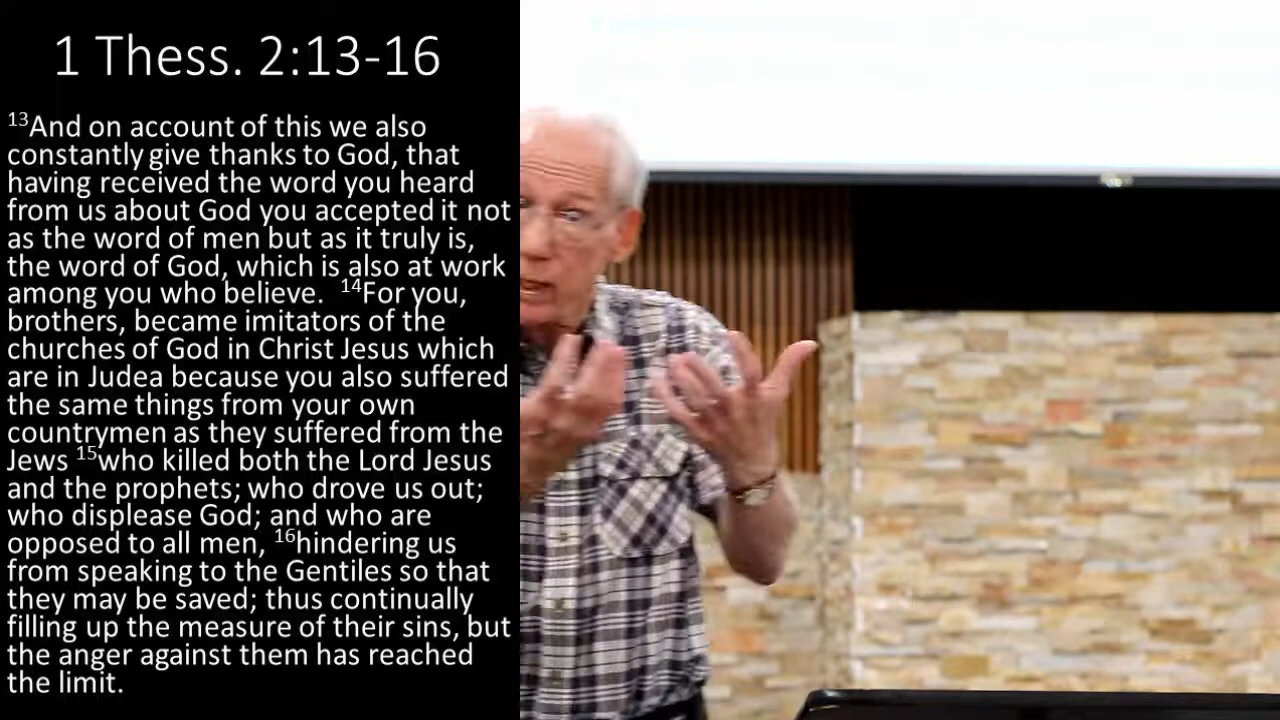 1 Thess. 2:13-16
¹³And on account of this we also
constantly give thanks to God, that
having received the word you heard
from us about God you accepted it not
as the word of men but as it truly is,
the word of God, which is also at work
among you who believe. ¹⁴For you,
brothers, became imitators of the
churches of God in Christ Jesus which
are in Judea because you also suffered
the same things from your own
countrymen as they suffered from the
Jews ¹⁵who killed both the Lord Jesus
and the prophets; who drove us out;
who displease God; and who are
opposed to all men, ¹⁶hindering us
from speaking to the Gentiles so that
they may be saved; thus continually
filling up the measure of their sins, but
the anger against them has reached
the limit.